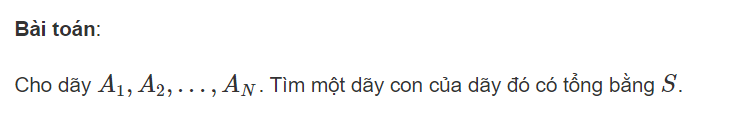 Bài toán:
Cho dãy A₁, A₂, . . . , A_N. Tìm một dãy con của dãy đó có tổng bằng S.